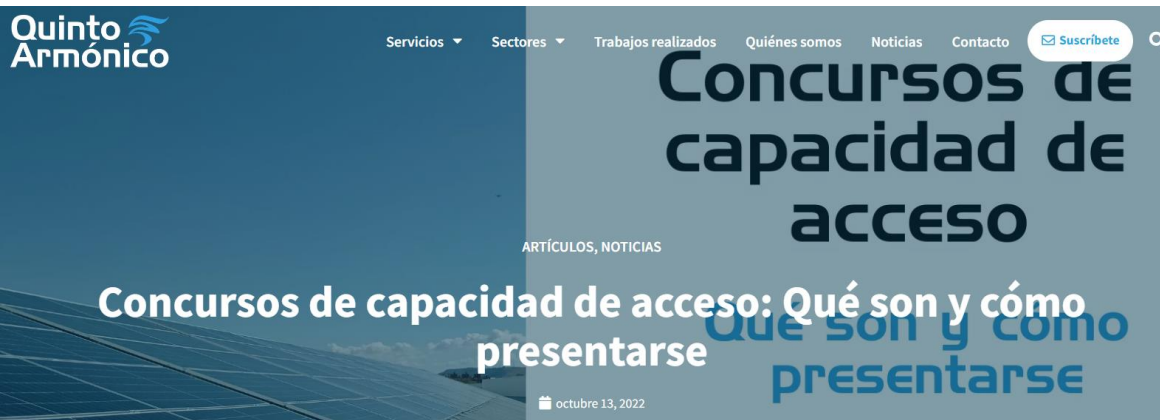 Quinto
Armónico
Servicios Sectores Trabajos realizados Quiénes somos Noticias Contacto Suscríbete
Concursos de
capacidad de
acceso
ARTÍCULOS, NOTICIAS
Concursos de capacidad de acceso: Qué son y cómo
presentarse
Qué son y cómo
presentarse
octubre 13, 2022